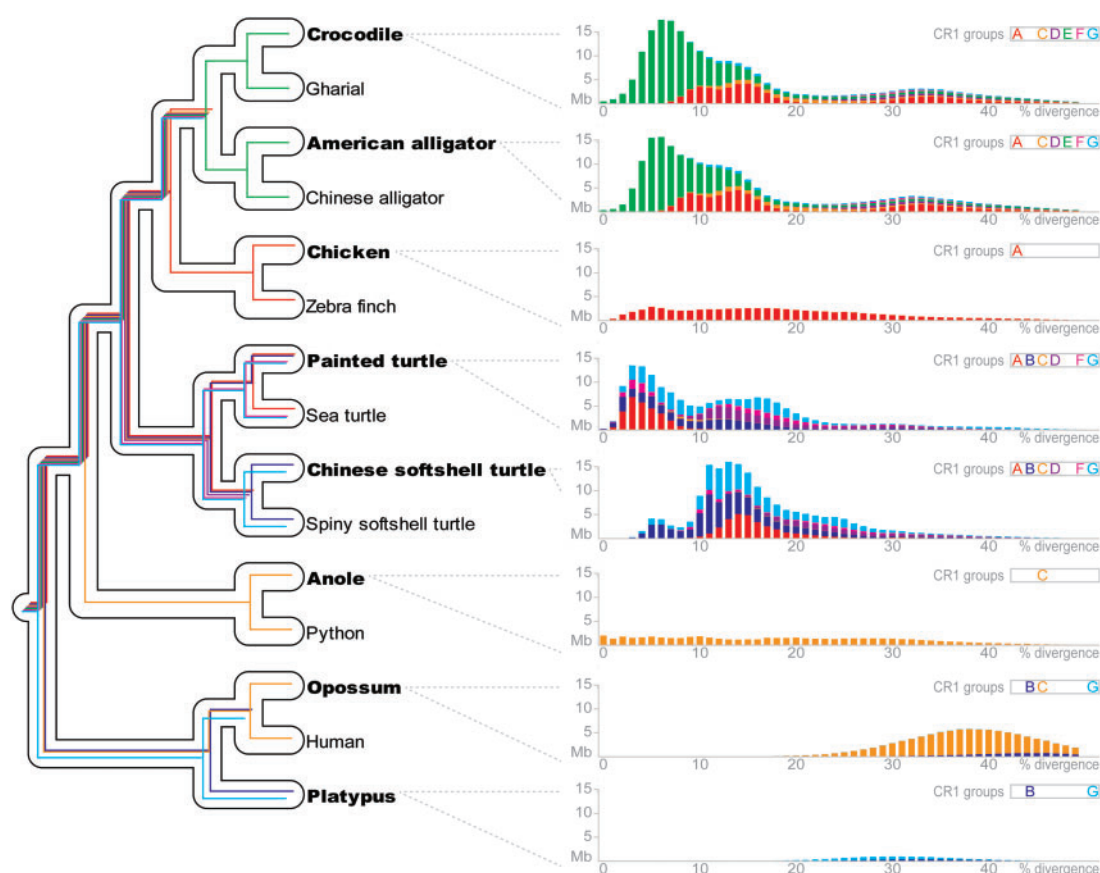 Crocodile
Gharial
American alligator
Chinese alligator
Chicken
Zebra finch
Painted turtle
Sea turtle
Chinese softshell turtle
Spiny softshell turtle
Anole
Python
Opossum
Human
Platypus
15
10
5
Mb
CR1 groups A CDEFG
0 10 20 30 40 % divergence
15
10
5
Mb
CR1 groups A CDEFG
0 10 20 30 40 % divergence
15
10
5
Mb
CR1 groups A
0 10 20 30 40 % divergence
15
10
5
Mb
CR1 groups ABCD FG
0 10 20 30 40 % divergence
15
10
5
Mb
CR1 groups ABCD FG
0 10 20 30 40 % divergence
15
10
5
Mb
CR1 groups C
0 10 20 30 40 % divergence
15
10
5
Mb
CR1 groups BC G
0 10 20 30 40 % divergence
15
10
5
Mb
CR1 groups B G
0 10 20 30 40 % divergence